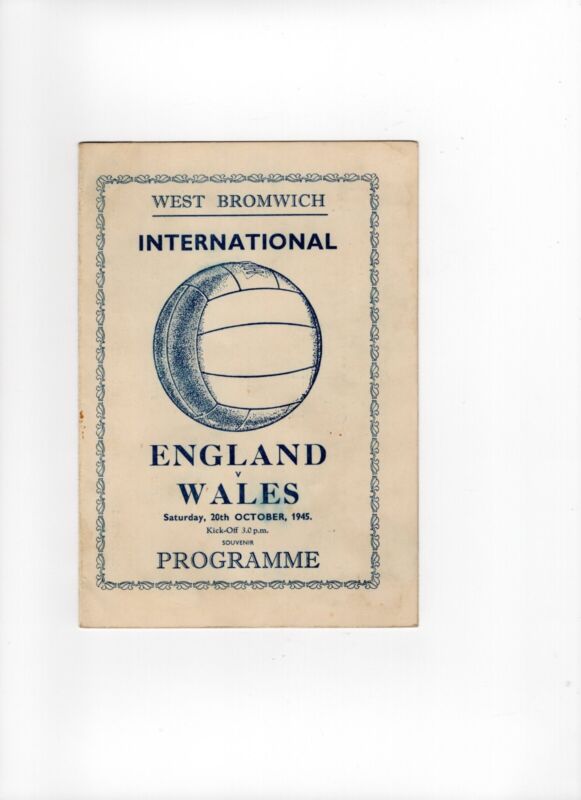 WEST BROMWICH
INTERNATIONAL
ENGLAND
v
WALES
Saturday, 20th OCTOBER, 1945.
Kick-Off 3.0 p.m.
SOUVENIR
PROGRAMME